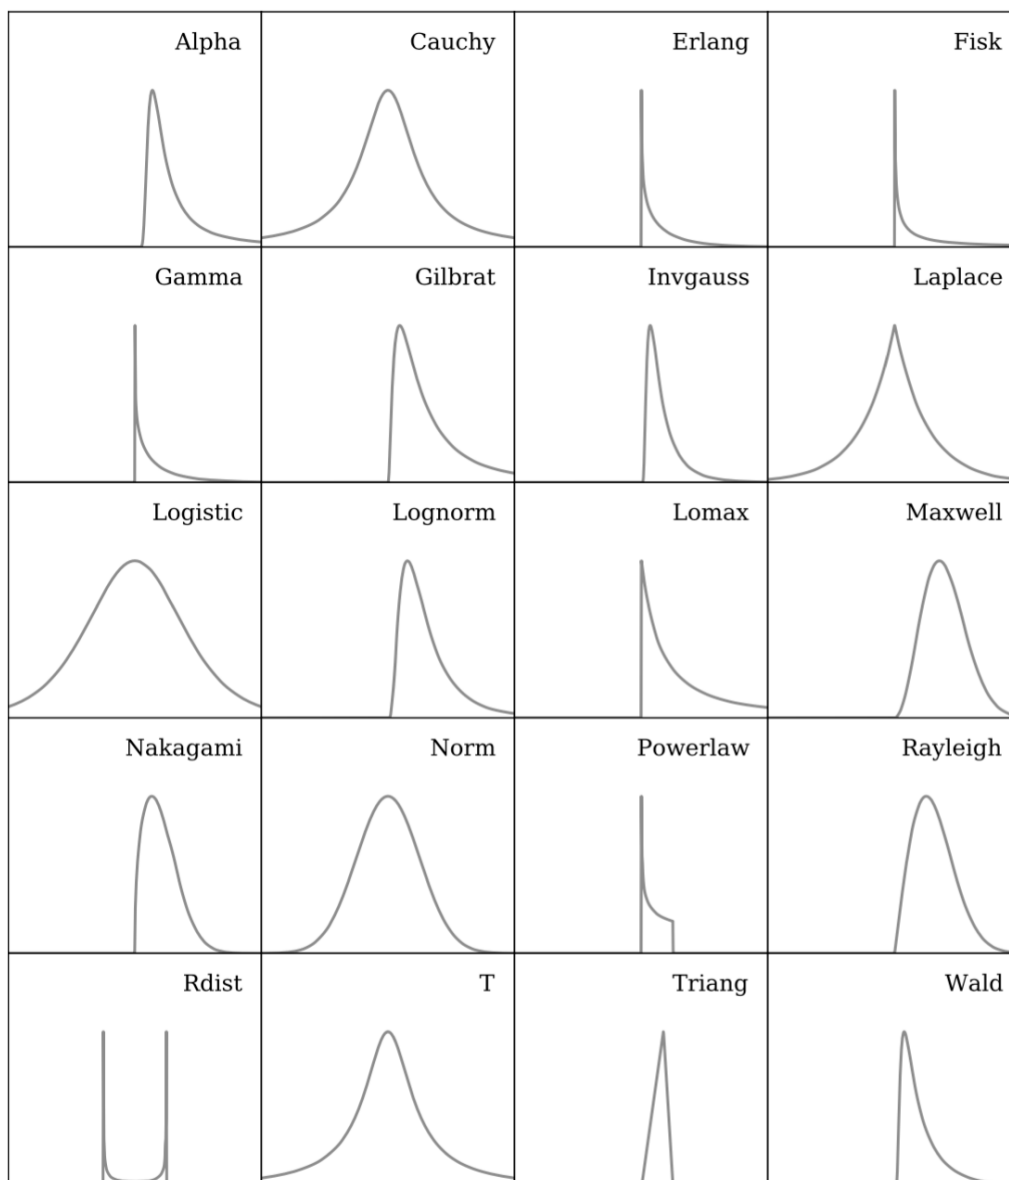 Alpha
Cauchy
Erlang
Fisk
Gamma
Gilbrat
Invgauss
Laplace
Logistic
Lognorm
Lomax
Maxwell
Nakagami
Norm
Powerlaw
Rayleigh
Rdist
T
Triang
Wald